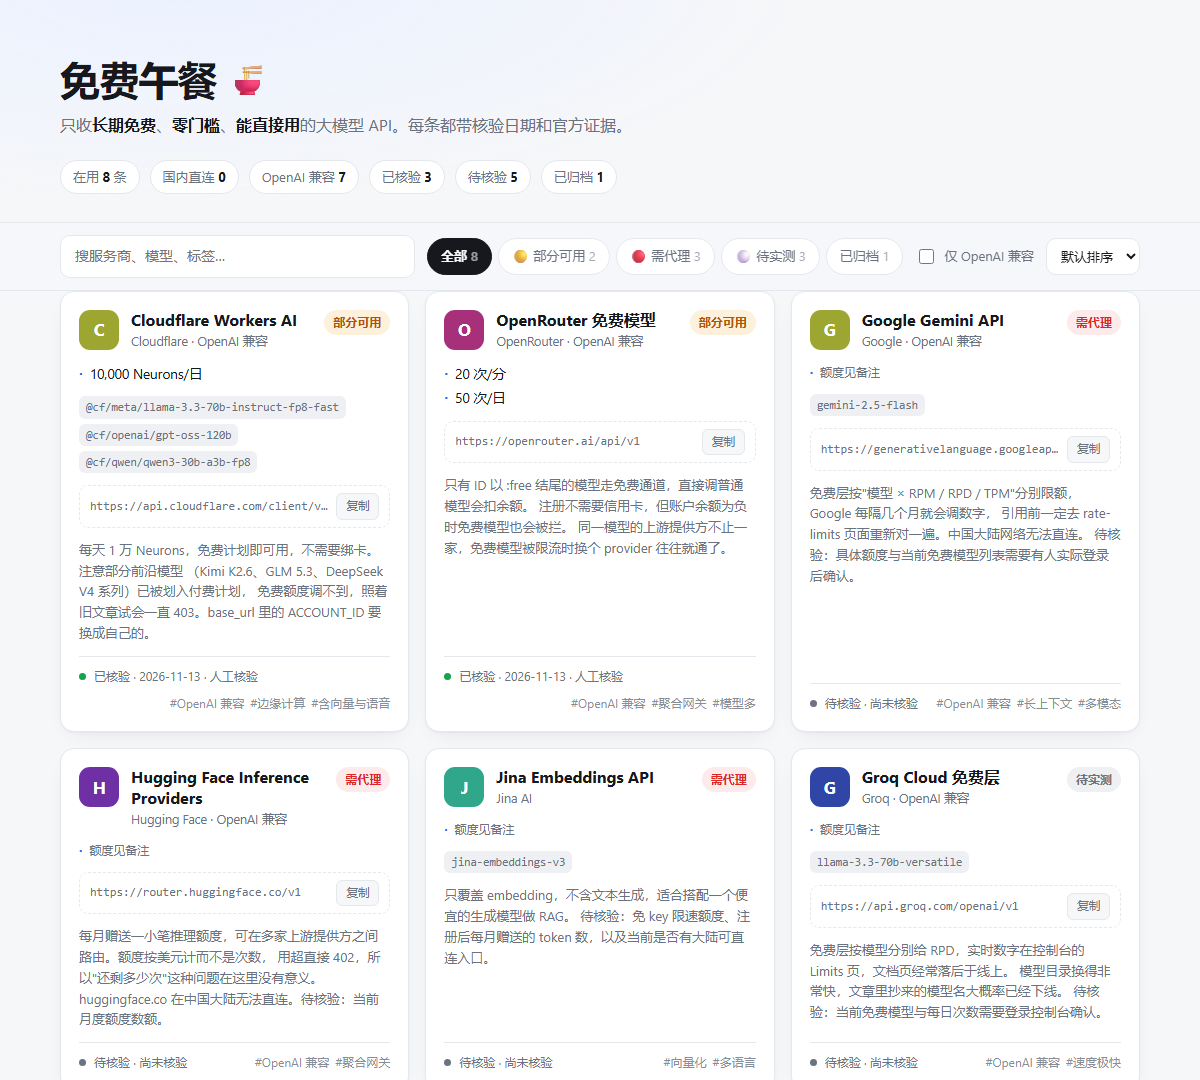 免费午餐
只收长期免费、零门槛、能直接用的大模型 API。每条都带核验日期和官方证据。
在用 8 条 国内直连 0 OpenAI 兼容 7 已核验 3 待核验 5 已归档 1
搜服务商、模型、标签... 全部 8 部分可用 2 需代理 3 待实测 3 已归档 1 仅 OpenAI 兼容 默认排序
C
Cloudflare Workers AI
部分可用
Cloudflare · OpenAI 兼容
· 10,000 Neurons/日
@cf/meta/llama-3.3-70b-instruct-fp8-fast
@cf/openai/gpt-oss-120b
@cf/qwen/qwen3-30b-a3b-fp8
https://api.cloudflare.com/client/v… 复制
每天 1 万 Neurons，免费计划即可用，不需要绑卡。
注意部分前沿模型 （Kimi K2.6、GLM 5.3、DeepSeek
V4 系列）已被划入付费计划， 免费额度调不到，照着
旧文章试会一直 403。base_url 里的 ACCOUNT_ID 要
换成自己的。
已核验 · 2026-11-13 · 人工核验
#OpenAI 兼容 #边缘计算 #含向量与语音
O
OpenRouter 免费模型
部分可用
OpenRouter · OpenAI 兼容
· 20 次/分
· 50 次/日
https://openrouter.ai/api/v1 复制
只有 ID 以 :free 结尾的模型走免费通道，直接调普通
模型会扣余额。 注册不需要信用卡，但账户余额为负
时免费模型也会被拦。 同一模型的上游提供方不止一
家，免费模型被限流时换个 provider 往往就通了。
已核验 · 2026-11-13 · 人工核验
#OpenAI 兼容 #聚合网关 #模型多
G
Google Gemini API
需代理
Google · OpenAI 兼容
· 额度见备注
gemini-2.5-flash
https://generativelanguage.googleap… 复制
免费层按"模型 × RPM / RPD / TPM"分别限额，
Google 每隔几个月就会调数字， 引用前一定去 rate-
limits 页面重新对一遍。中国大陆网络无法直连。 待核
验：具体额度与当前免费模型列表需要有人实际登录
后确认。
待核验 · 尚未核验 #OpenAI 兼容 #长上下文 #多模态
H
Hugging Face Inference
Providers
需代理
Hugging Face · OpenAI 兼容
· 额度见备注
https://router.huggingface.co/v1 复制
每月赠送一小笔推理额度，可在多家上游提供方之间
路由。额度按美元计而不是次数， 用超直接 402，所
以"还剩多少次"这种问题在这里没有意义。
huggingface.co 在中国大陆无法直连。待核验：当前
月度额度数额。
待核验 · 尚未核验 #OpenAI 兼容 #聚合网关
J
Jina Embeddings API
需代理
Jina AI
· 额度见备注
jina-embeddings-v3
只覆盖 embedding，不含文本生成，适合搭配一个便
宜的生成模型做 RAG。 待核验：免 key 限速额度、注
册后每月赠送的 token 数，以及当前是否有大陆可直
连入口。
待核验 · 尚未核验 #向量化 #多语言
G
Groq Cloud 免费层
待实测
Groq · OpenAI 兼容
· 额度见备注
llama-3.3-70b-versatile
https://api.groq.com/openai/v1 复制
免费层按模型分别给 RPD，实时数字在控制台的
Limits 页，文档页经常落后于线上。 模型目录换得非
常快，文章里抄来的模型名大概率已经下线。 待核
验：当前免费模型与每日次数需要登录控制台确认。
待核验 · 尚未核验 #OpenAI 兼容 #速度极快